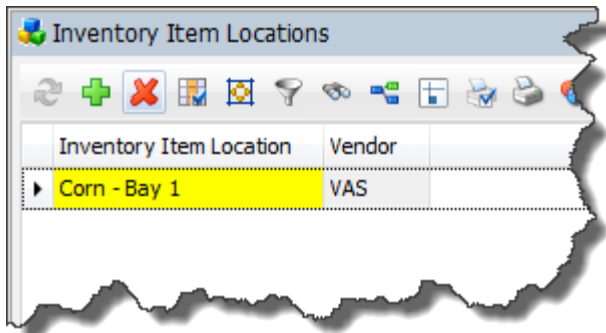 Inventory Item Locations
Inventory Item Location Vendor
Corn - Bay 1 VAS